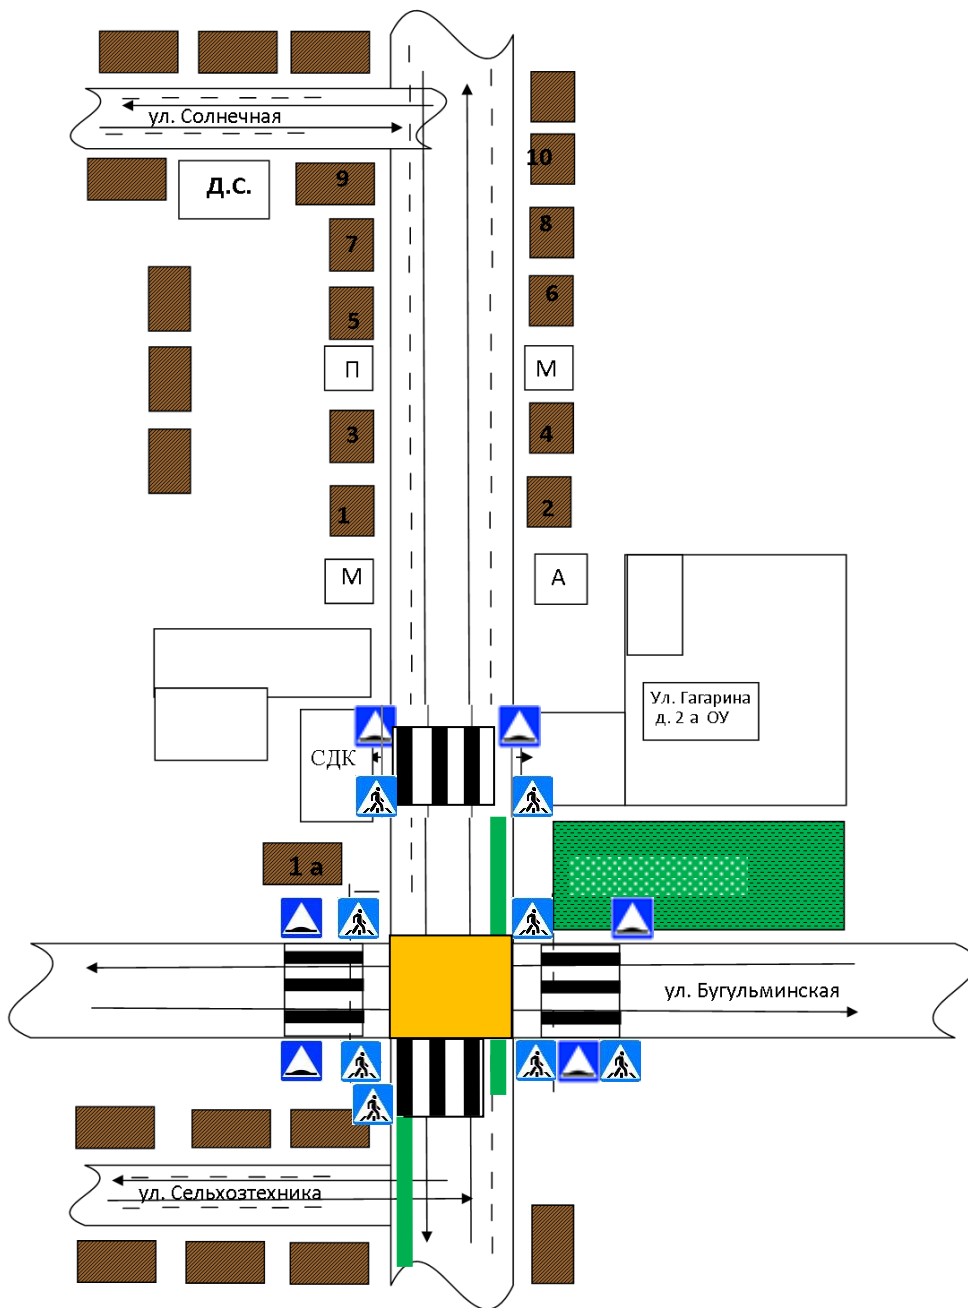 ул. Солнечная
10
Д.С.
9
8
7
6
5
П
М
3
4
1
2
М
А
Ул. Гагарина
д. 2 а ОУ
СДК
1 а
ул. Бугульминская
ул. Сельхозтехника